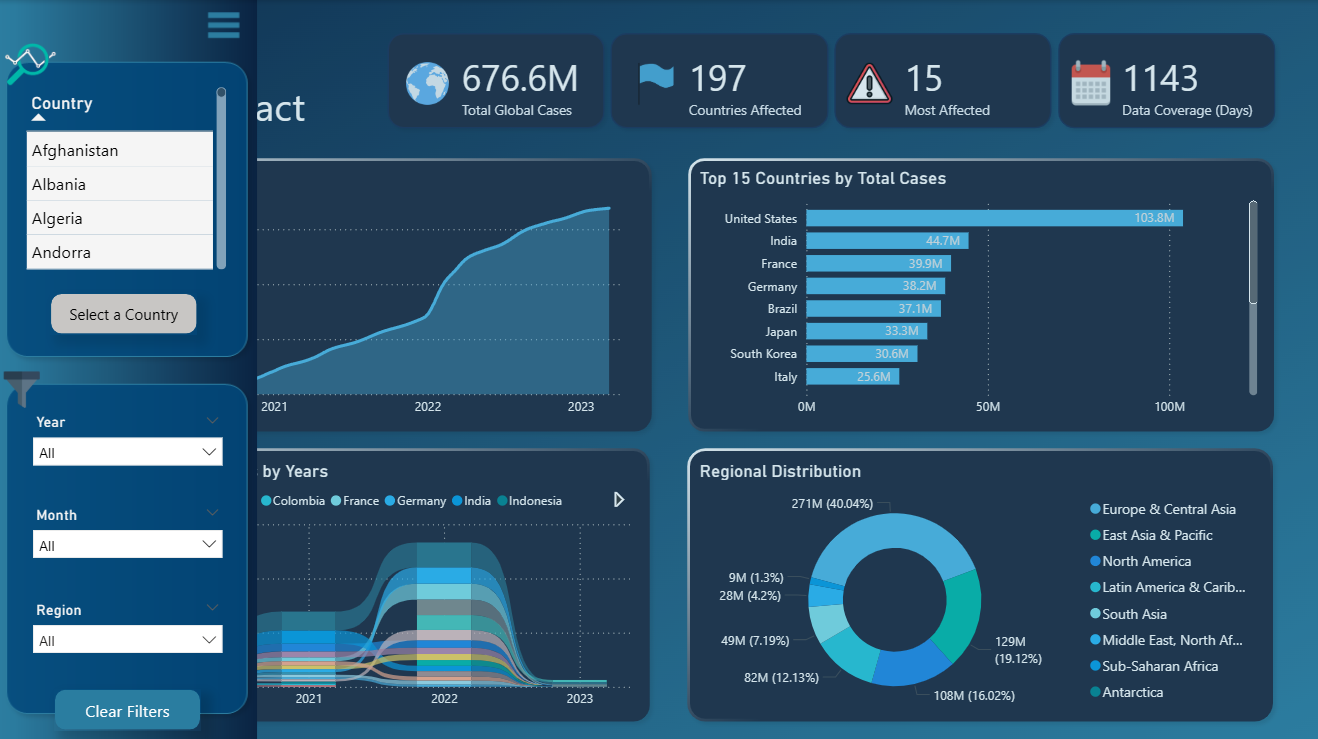 Country
Afghanistan
Albania
Algeria
Andorra
Select a Country
Year
All
Month
All
Region
All
Clear Filters
act
676.6M
Total Global Cases
197
Countries Affected
15
Most Affected
1143
Data Coverage (Days)
2021 2022 2023
Top 15 Countries by Total Cases
United States 103.8M
India 44.7M
France 39.9M
Germany 38.2M
Brazil 37.1M
Japan 33.3M
South Korea 30.6M
Italy 25.6M
0M 50M 100M
by Years
Colombia France Germany India Indonesia
2021 2022 2023
Regional Distribution
271M (40.04%)
9M (1.3%)
28M (4.2%)
49M (7.19%)
82M (12.13%)
108M (16.02%)
129M
(19.12%)
Europe & Central Asia
East Asia & Pacific
North America
Latin America & Carib...
South Asia
Middle East, North Af...
Sub-Saharan Africa
Antarctica